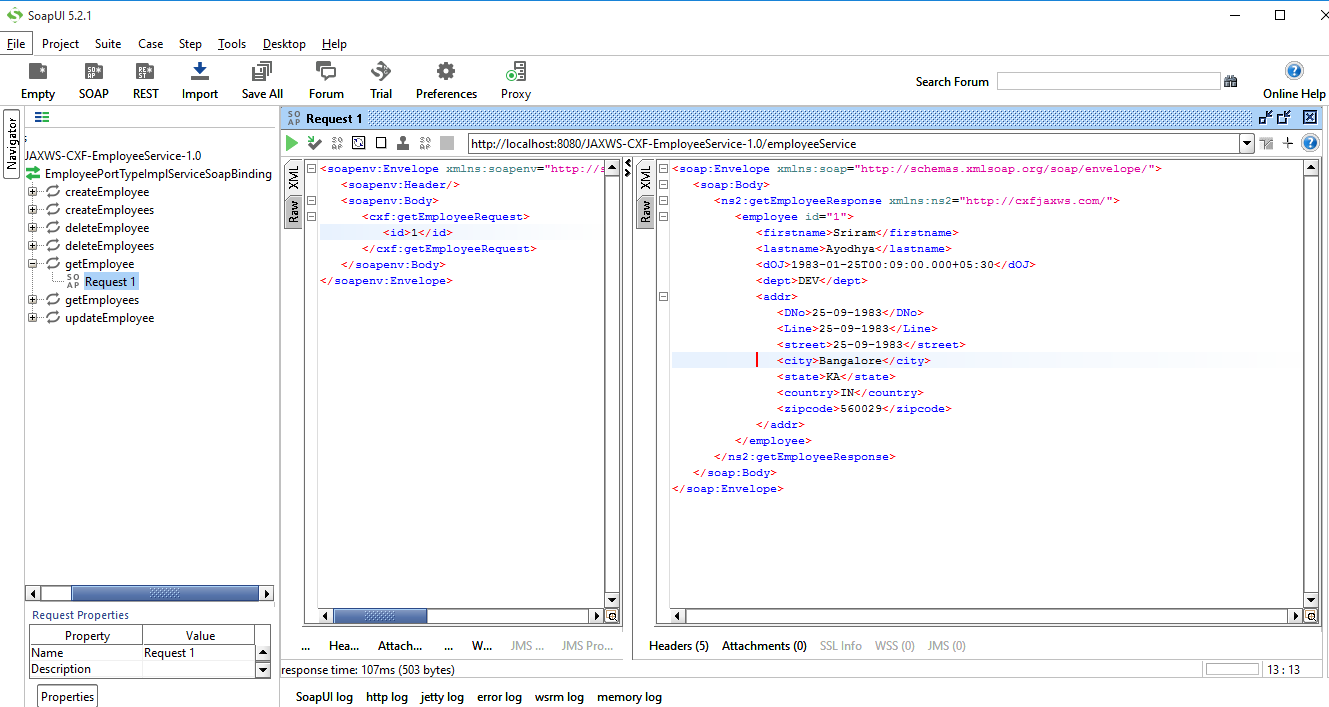 SoapUI 5.2.1
File Project Suite Case Step Tools Desktop Help
Empty SOAP REST Import Save All Forum Trial Preferences Proxy
Search Forum
Online Help
Navigator
JAXWS-CXF-EmployeeService-1.0
EmployeePortTypeImplServiceSoapBinding
createEmployee
createEmployees
deleteEmployee
deleteEmployees
getEmployee
Request 1
getEmployees
updateEmployee
Request Properties
Property Value
Name Request 1
Description
Properties
Request 1
http://localhost:8080/JAXWS-CXF-EmployeeService-1.0/employeeService
XML
Raw
<soapenv:Envelope xmlns:soapenv="http://s
<soapenv:Header/>
<soapenv:Body>
<cxf:getEmployeeRequest>
<id>1</id>
</cxf:getEmployeeRequest>
</soapenv:Body>
</soapenv:Envelope>
... Hea... Attach... ... W... JMS ... JMS Pro...
XML
Raw
<soap:Envelope xmlns:soap="http://schemas.xmlsoap.org/soap/envelope/">
<soap:Body>
<ns2:getEmployeeResponse xmlns:ns2="http://cxfjaxws.com/">
<employee id="1">
<firstname>Sriram</firstname>
<lastname>Ayodhya</lastname>
<dOJ>1983-01-25T00:09:00.000+05:30</dOJ>
<dept>DEV</dept>
<addr>
<DNo>25-09-1983</DNo>
<Line>25-09-1983</Line>
<street>25-09-1983</street>
<city>Bangalore</city>
<state>KA</state>
<country>IN</country>
<zipcode>560029</zipcode>
</addr>
</employee>
</ns2:getEmployeeResponse>
</soap:Body>
</soap:Envelope>
Headers (5) Attachments (0) SSL Info WSS (0) JMS (0)
response time: 107ms (503 bytes)
13 : 13
SoapUI log http log jetty log error log wsrm log memory log